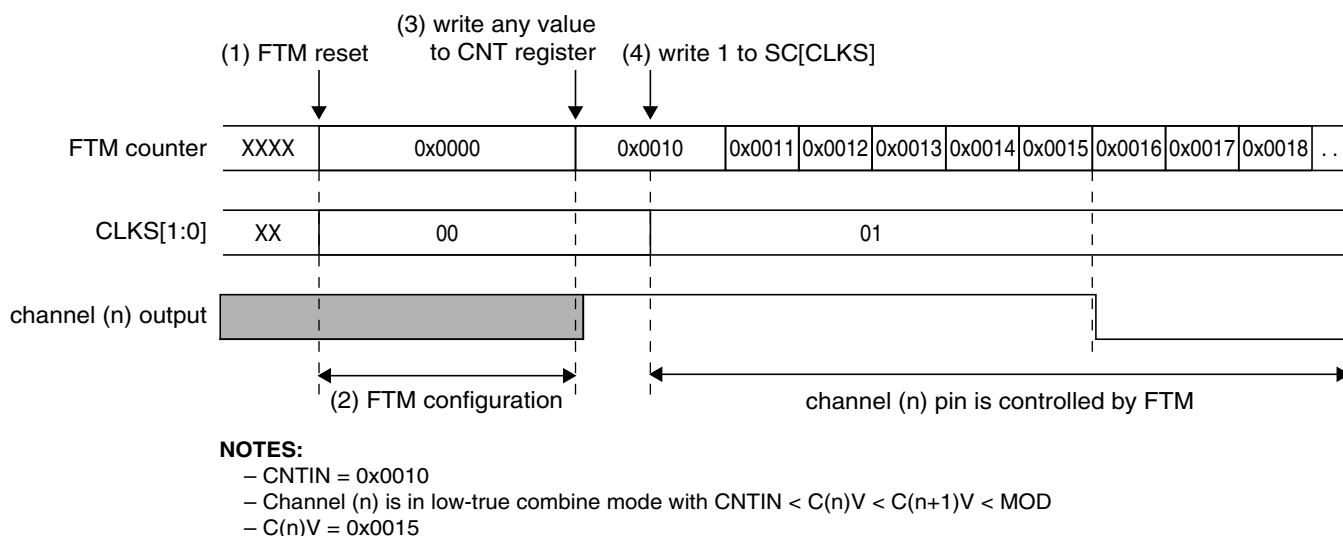 (3) write any value
(1) FTM reset to CNT register (4) write 1 to SC[CLKS]
FTM counter XXXX 0x0000 0x0010 0x0011 0x0012 0x0013 0x0014 0x0015 0x0016 0x0017 0x0018 . .
CLKS[1:0] XX 00 01
channel (n) output
(2) FTM configuration channel (n) pin is controlled by FTM
NOTES:
– CNTIN = 0x0010
– Channel (n) is in low-true combine mode with CNTIN < C(n)V < C(n+1)V < MOD
– C(n)V = 0x0015